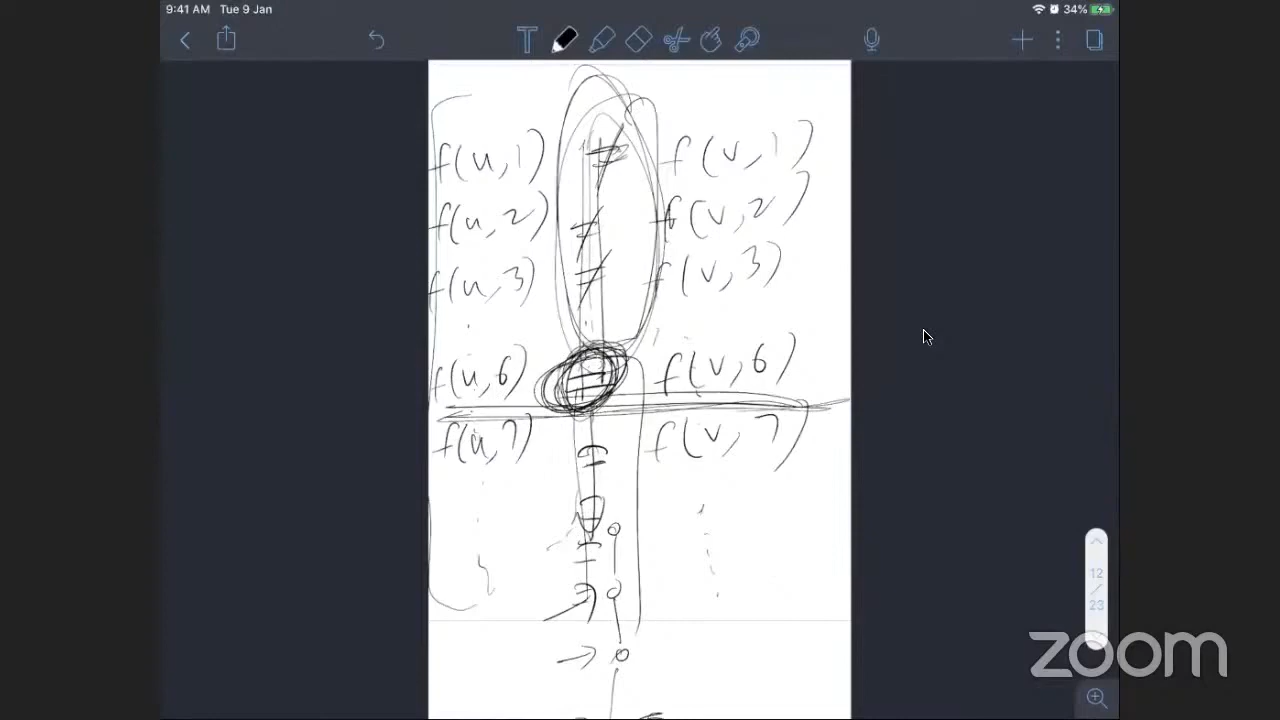 9:41 AM Tue 9 Jan 34%
f(u,1) ≠ f(v,1)
f(u,2) ≠ f(v,2)
f(u,3) ≠ f(v,3)
f(u,6) = f(v,6)
f(u,7) = f(v,7)
12
/
23
zoom